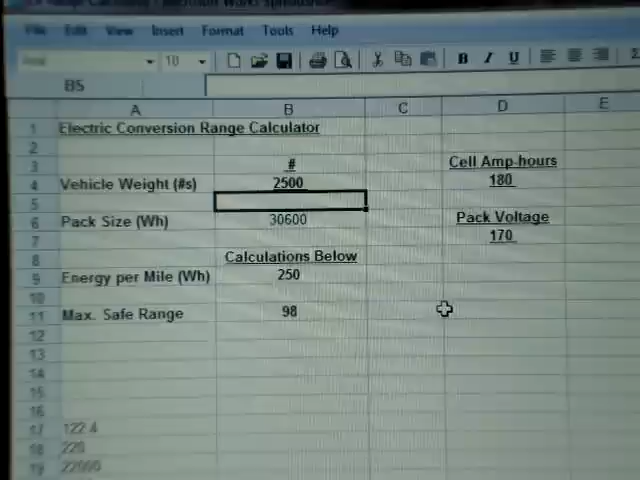 File Edit View Insert Format Tools Help
10 B I U
B5
A B C D E
1 Electric Conversion Range Calculator
2
3 # Cell Amp-hours
4 Vehicle Weight (#s) 2500 180
5
6 Pack Size (Wh) 30600 Pack Voltage
7 170
8 Calculations Below
9 Energy per Mile (Wh) 250
10
11 Max. Safe Range 98
12
13
14
15
16
17 122.4
18 220
19 22000